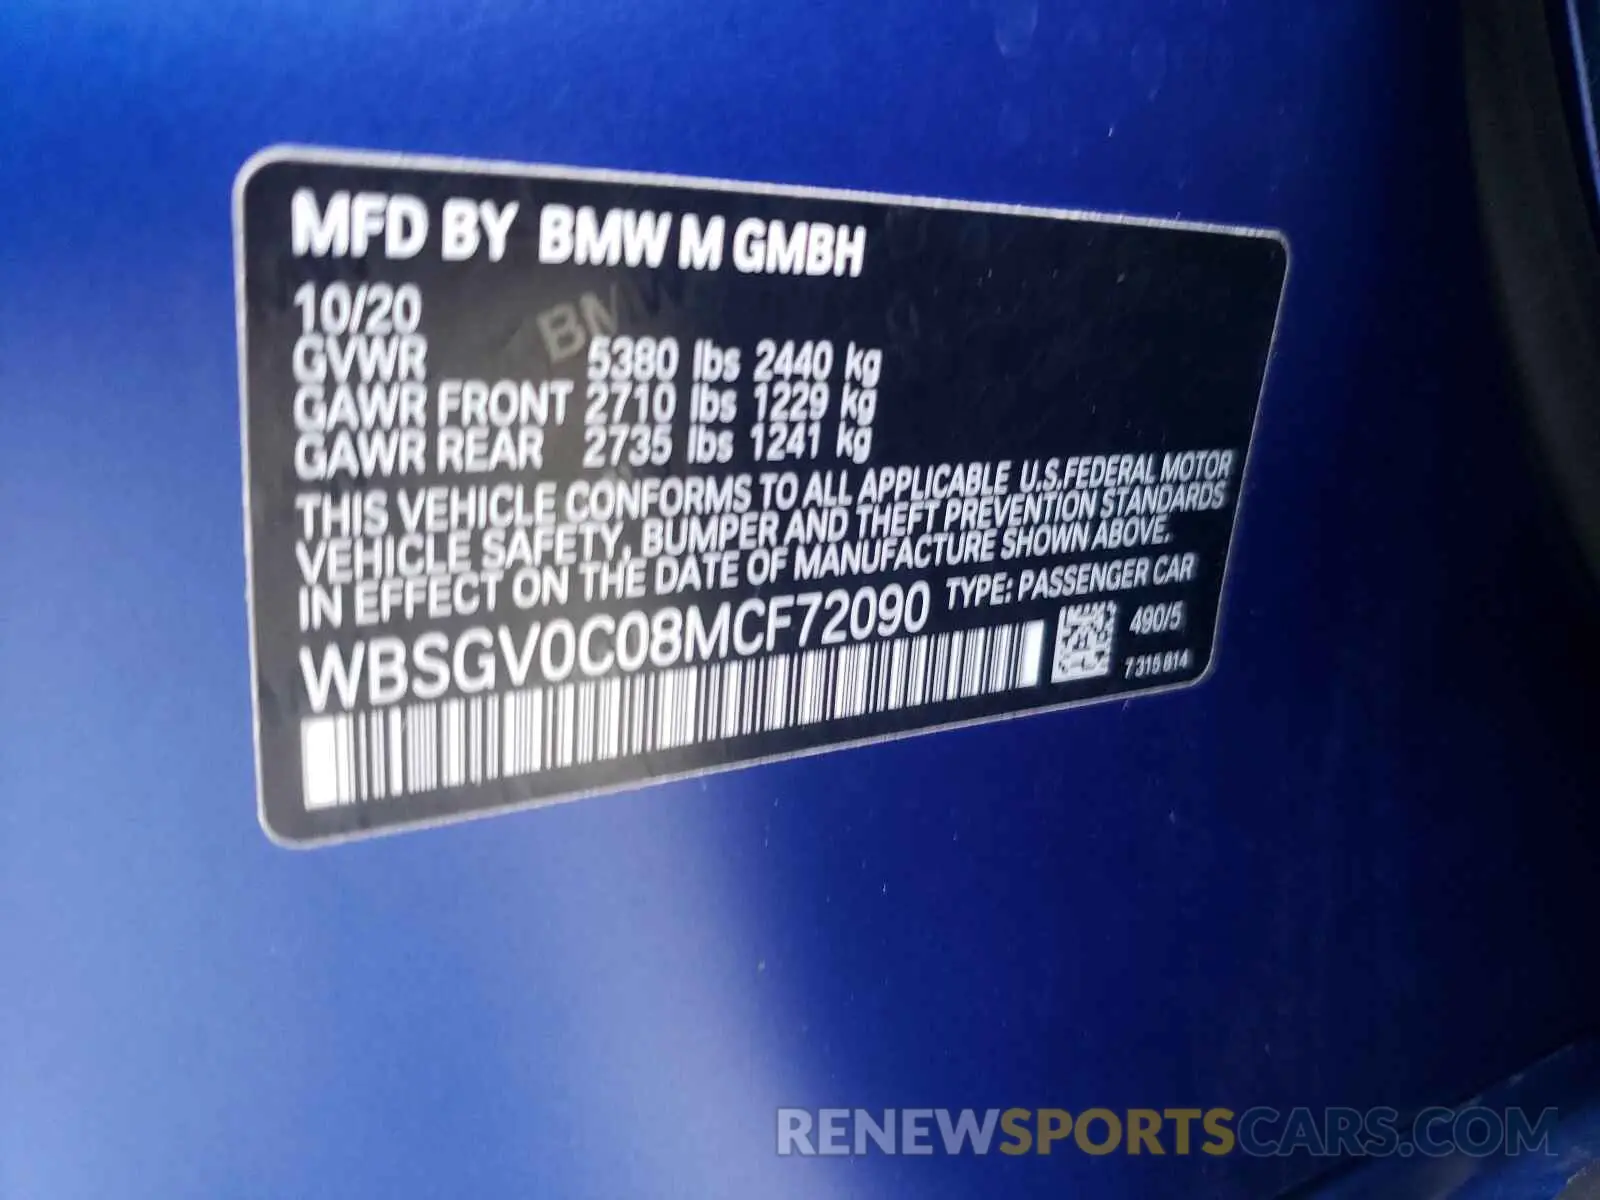 MFD BY BMW M GMBH
10/20
GVWR 5380 lbs 2440 kg
GAWR FRONT 2710 lbs 1229 kg
GAWR REAR 2735 lbs 1241 kg
THIS VEHICLE CONFORMS TO ALL APPLICABLE U.S.FEDERAL MOTOR
VEHICLE SAFETY, BUMPER AND THEFT PREVENTION STANDARDS
IN EFFECT ON THE DATE OF MANUFACTURE SHOWN ABOVE.
WBSGV0C08MCF72090 TYPE: PASSENGER CAR
490/5
7 315 814
BMW
RENEWSPORTSCARS.COM